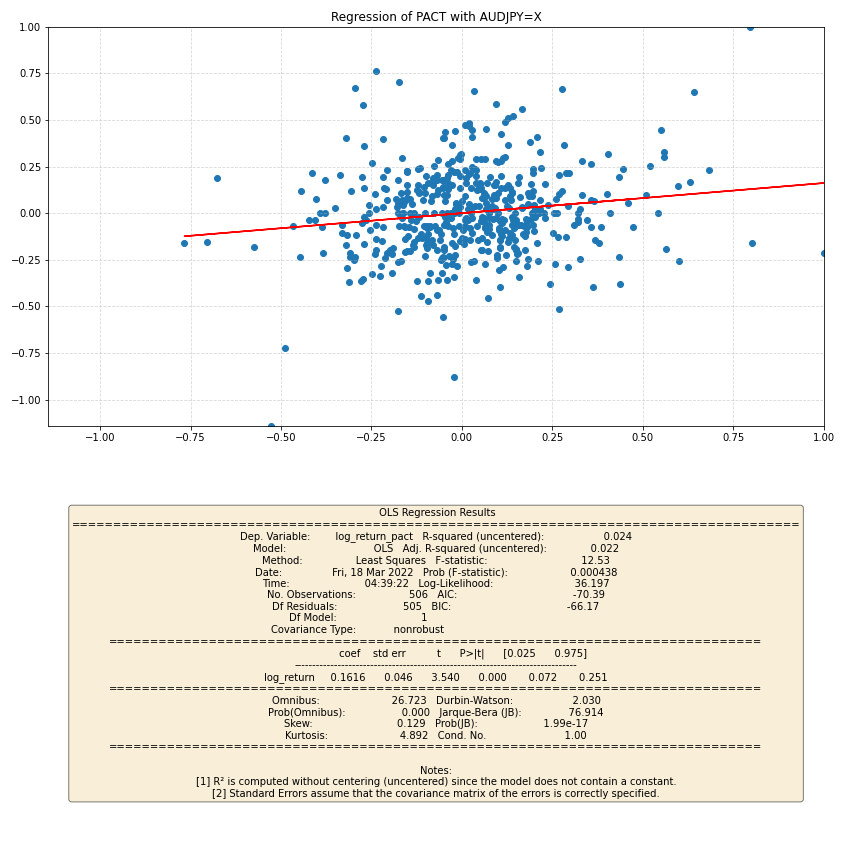 Regression of PACT with AUDJPY=X
1.00
0.75
0.50
0.25
0.00
−0.25
−0.50
−0.75
−1.00
−1.00 −0.75 −0.50 −0.25 0.00 0.25 0.50 0.75 1.00
OLS Regression Results
==============================================================================
Dep. Variable: log_return_pact R-squared (uncentered): 0.024
Model: OLS Adj. R-squared (uncentered): 0.022
Method: Least Squares F-statistic: 12.53
Date: Fri, 18 Mar 2022 Prob (F-statistic): 0.000438
Time: 04:39:22 Log-Likelihood: 36.197
No. Observations: 506 AIC: -70.39
Df Residuals: 505 BIC: -66.17
Df Model: 1
Covariance Type: nonrobust
==============================================================================
coef std err t P>|t| [0.025 0.975]
------------------------------------------------------------------------------
log_return 0.1616 0.046 3.540 0.000 0.072 0.251
==============================================================================
Omnibus: 26.723 Durbin-Watson: 2.030
Prob(Omnibus): 0.000 Jarque-Bera (JB): 76.914
Skew: 0.129 Prob(JB): 1.99e-17
Kurtosis: 4.892 Cond. No. 1.00
==============================================================================
Notes:
[1] R² is computed without centering (uncentered) since the model does not contain a constant.
[2] Standard Errors assume that the covariance matrix of the errors is correctly specified.